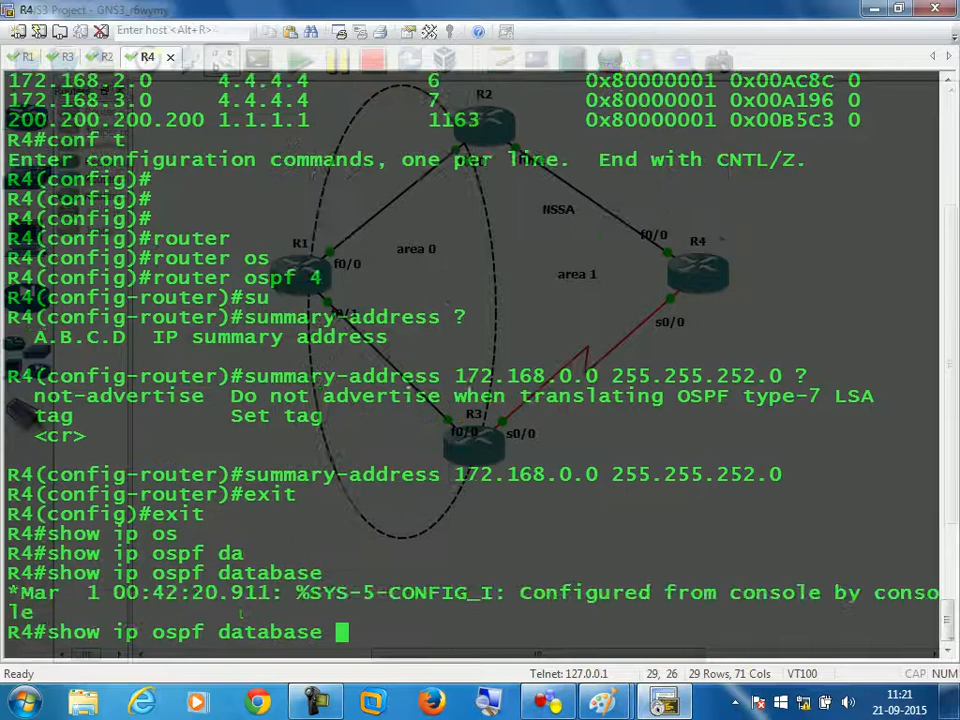 R4
GNS3 Project - GNS3_r6wymy
Enter host <Alt+R>
R1
R3
R2
R4
172.168.2.0 4.4.4.4 6 0x80000001 0x00AC8C 0
172.168.3.0 4.4.4.4 7 0x80000001 0x00A196 0
200.200.200.200 1.1.1.1 1163 0x80000001 0x00B5C3 0
R4#conf t
Enter configuration commands, one per line. End with CNTL/Z.
R4(config)#
R4(config)#
R4(config)#
R4(config)#router
R4(config)#router os
R4(config)#router ospf 4
R4(config-router)#su
R4(config-router)#summary-address ?
A.B.C.D IP summary address
R4(config-router)#summary-address 172.168.0.0 255.255.252.0 ?
not-advertise Do not advertise when translating OSPF type-7 LSA
tag Set tag
<cr>
R4(config-router)#summary-address 172.168.0.0 255.255.252.0
R4(config-router)#exit
R4(config)#exit
R4#show ip os
R4#show ip ospf da
R4#show ip ospf database
*Mar 1 00:42:20.911: %SYS-5-CONFIG_I: Configured from console by conso
le
R4#show ip ospf database
R2
NSSA
R1
area 0
f0/0
f0/0
R4
area 1
s0/0
R3
f0/0
s0/0
Ready
Telnet: 127.0.0.1
29, 26
29 Rows, 71 Cols
VT100
CAP NUM
11:21
21-09-2015